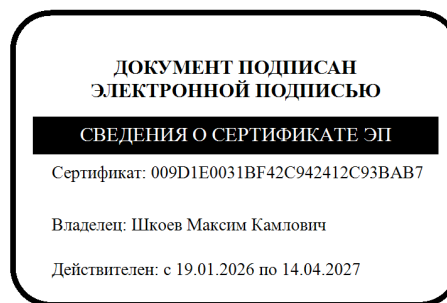 ДОКУМЕНТ ПОДПИСАН
ЭЛЕКТРОННОЙ ПОДПИСЬЮ
СВЕДЕНИЯ О СЕРТИФИКАТЕ ЭП
Сертификат: 009D1E0031BF42C942412C93BAB7
Владелец: Шкоев Максим Камлович
Действителен: с 19.01.2026 по 14.04.2027